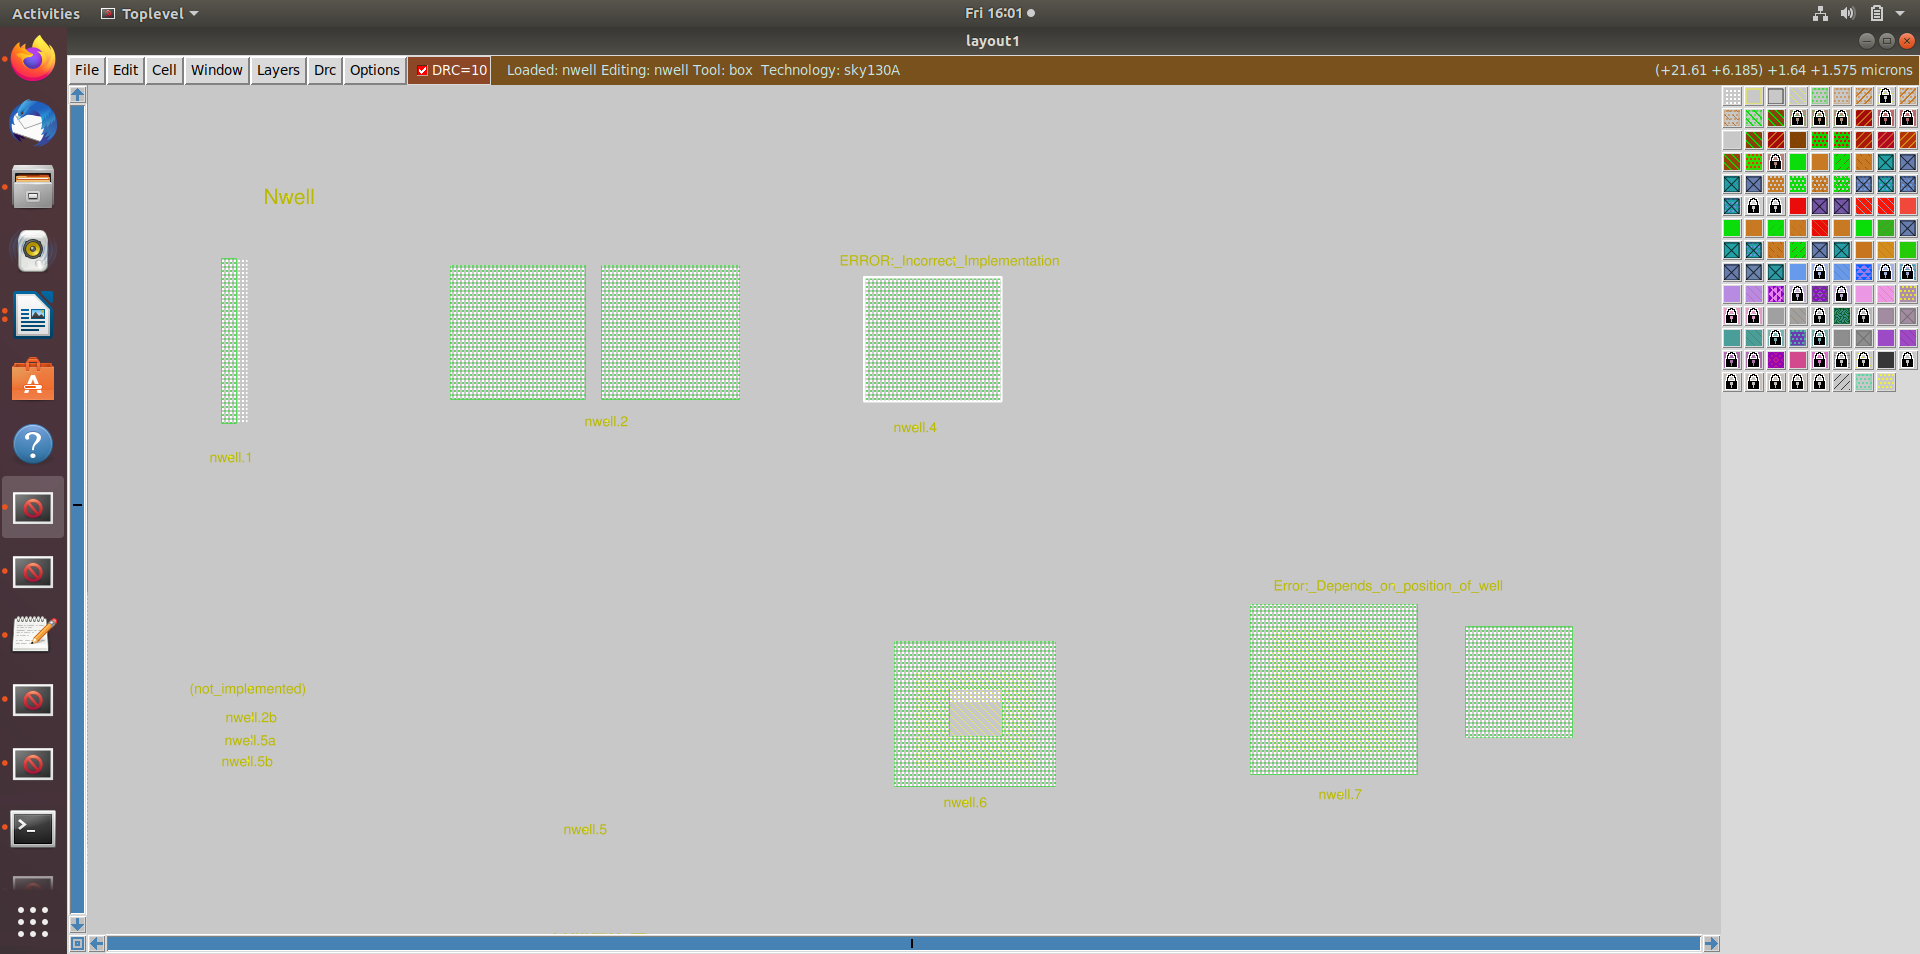 Activities Toplevel Fri 16:01
layout1
File Edit Cell Window Layers Drc Options DRC=10 Loaded: nwell Editing: nwell Tool: box Technology: sky130A (+21.61 +6.185) +1.64 +1.575 microns
Nwell
ERROR:_Incorrect_Implementation
nwell.2
nwell.4
nwell.1
Error:_Depends_on_position_of_well
(not_implemented)
nwell.2b
nwell.5a
nwell.5b
nwell.6
nwell.7
nwell.5